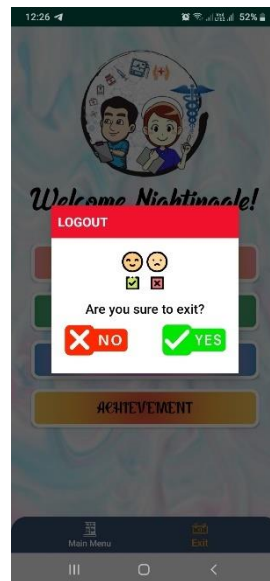 12:26
52%
Welcome Nightingale!
LOGOUT
Are you sure to exit?
NO
YES
ACHIEVEMENT
Main Menu
Exit